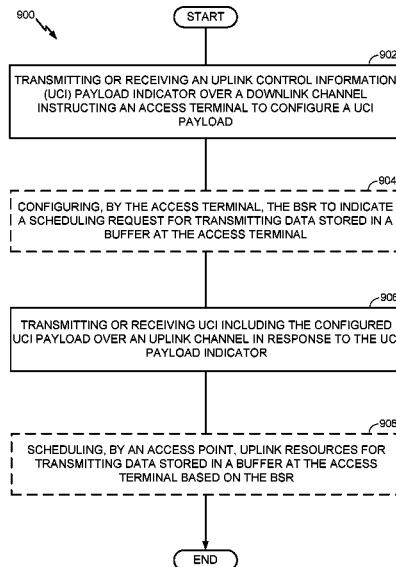 900
START
902
TRANSMITTING OR RECEIVING AN UPLINK CONTROL INFORMATION
(UCI) PAYLOAD INDICATOR OVER A DOWNLINK CHANNEL
INSTRUCTING AN ACCESS TERMINAL TO CONFIGURE A UCI
PAYLOAD
904
CONFIGURING, BY THE ACCESS TERMINAL, THE BSR TO INDICATE
A SCHEDULING REQUEST FOR TRANSMITTING DATA STORED IN A
BUFFER AT THE ACCESS TERMINAL
906
TRANSMITTING OR RECEIVING UCI INCLUDING THE CONFIGURED
UCI PAYLOAD OVER AN UPLINK CHANNEL IN RESPONSE TO THE UCI
PAYLOAD INDICATOR
908
SCHEDULING, BY AN ACCESS POINT, UPLINK RESOURCES FOR
TRANSMITTING DATA STORED IN A BUFFER AT THE ACCESS
TERMINAL BASED ON THE BSR
END